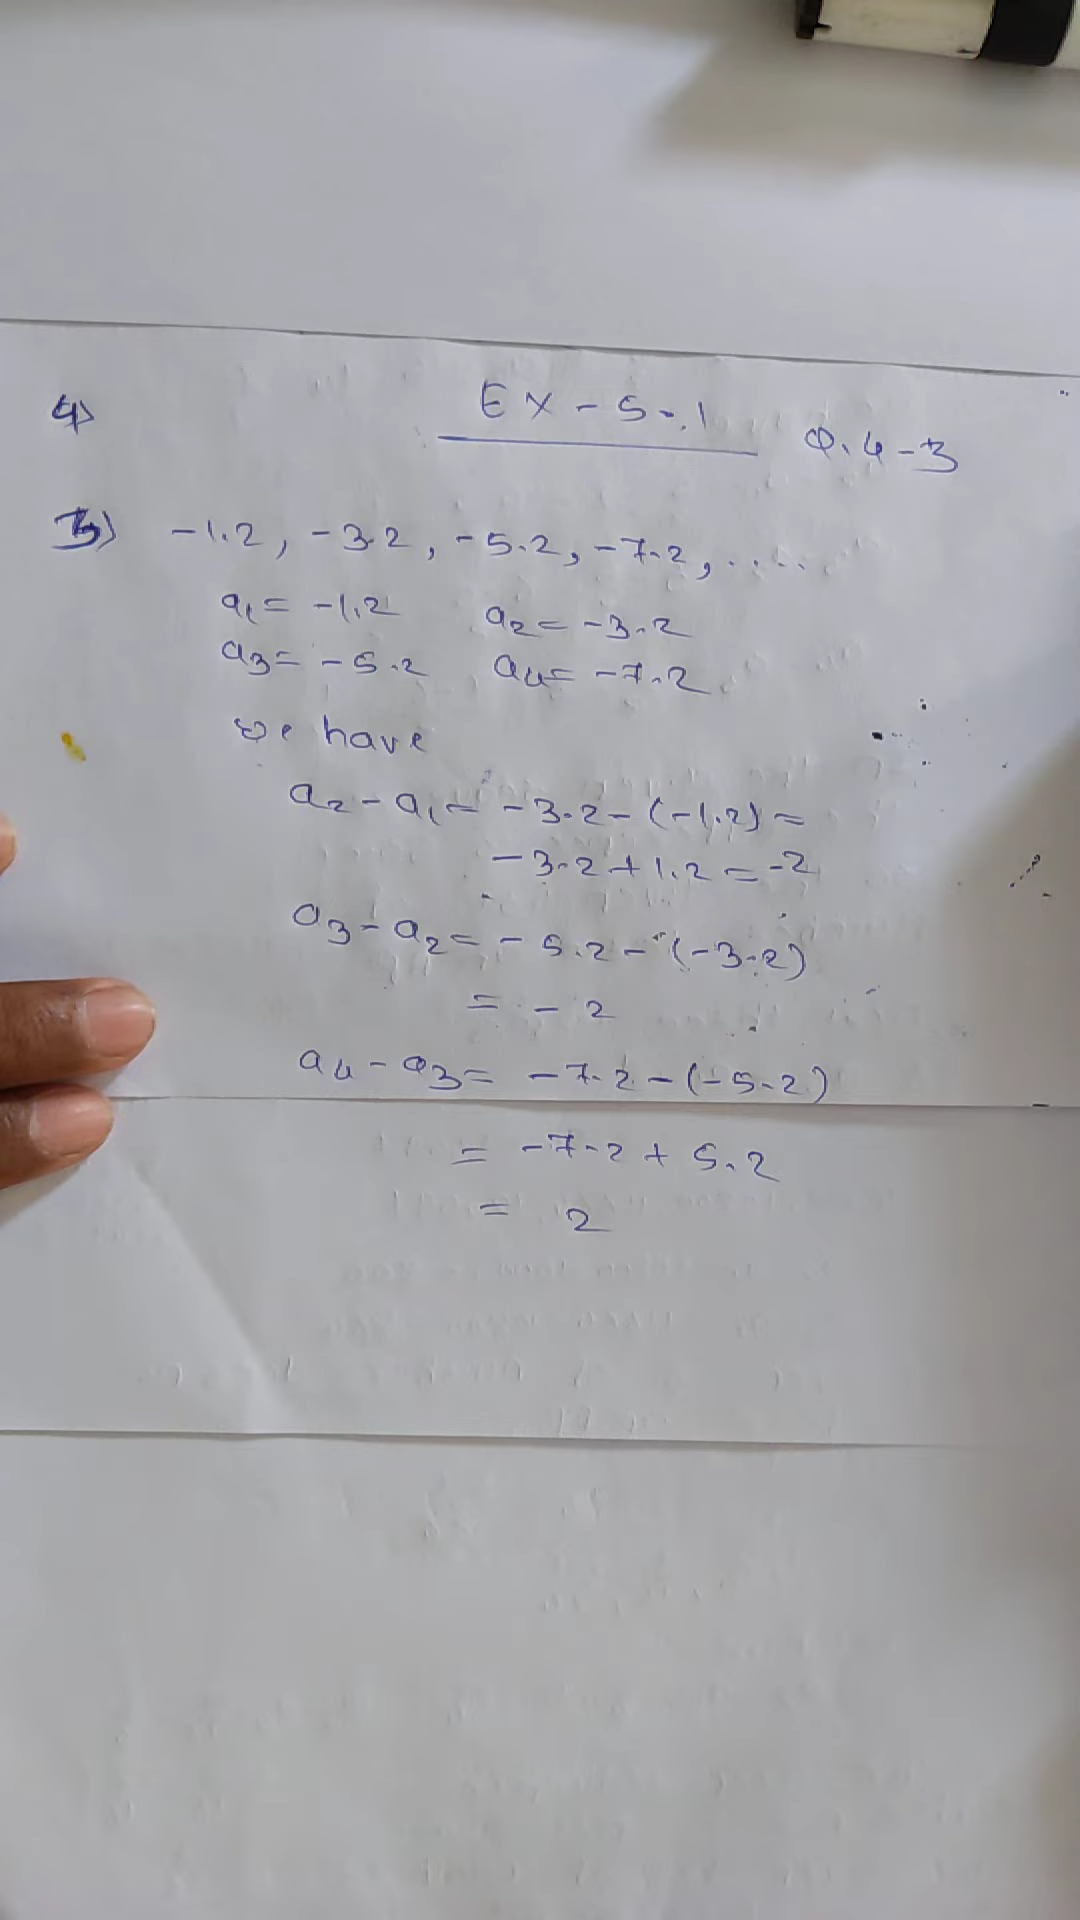 EX-5.1
4) Q.4-3
3) -1.2, -3.2, -5.2, -7.2, .....
a1 = -1.2 a2 = -3.2
a3 = -5.2 a4 = -7.2
we have
a2 - a1 = -3.2 - (-1.2) =
-3.2 + 1.2 = -2
a3 - a2 = -5.2 - (-3.2)
= -2
a4 - a3 = -7.2 - (-5.2)
= -7.2 + 5.2
= 2